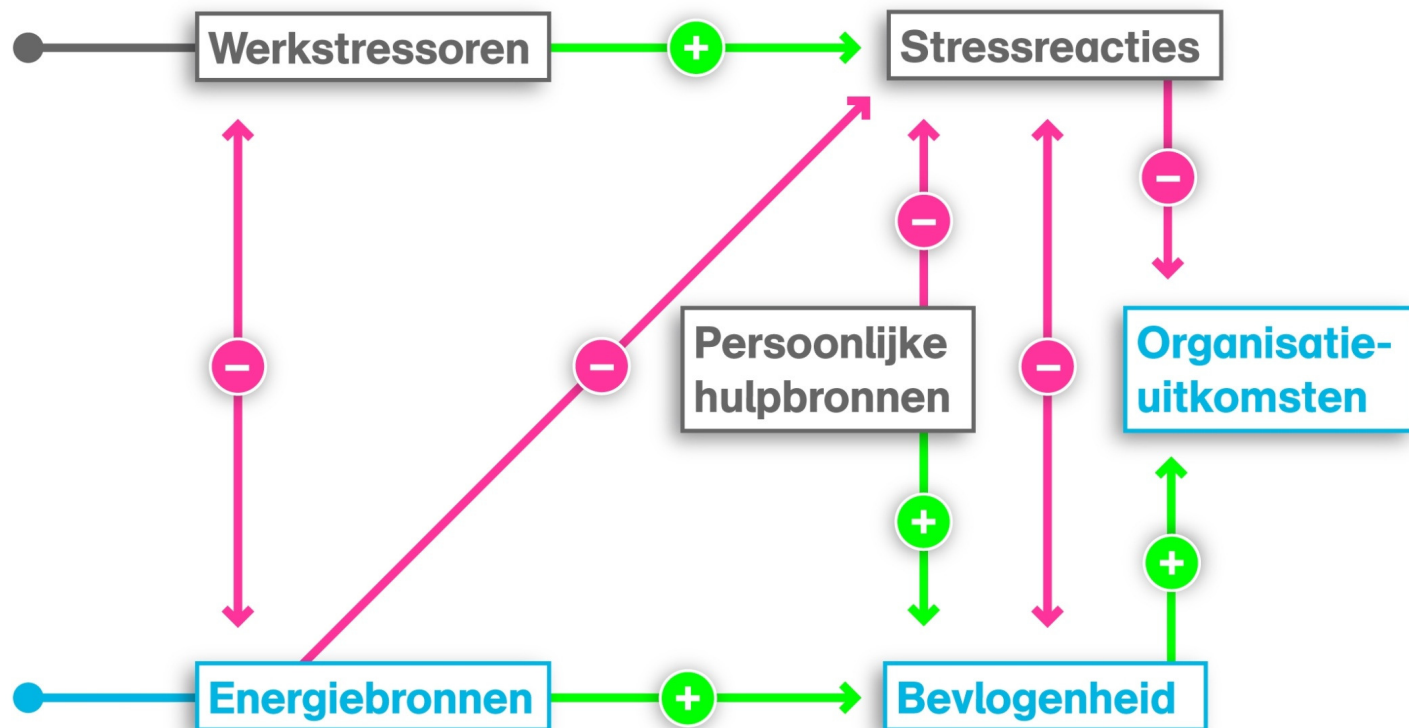 Werkstressoren
+
Stressreacties
−
−
−
−
−
Persoonlijke
hulpbronnen
Organisatie-
uitkomsten
+
+
Energiebronnen
+
Bevlogenheid